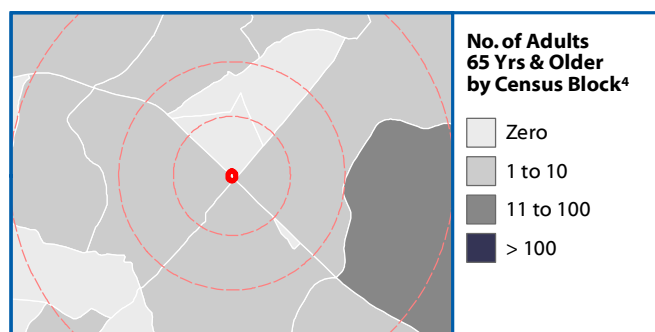 No. of Adults
65 Yrs & Older
by Census Block⁴
Zero
1 to 10
11 to 100
> 100